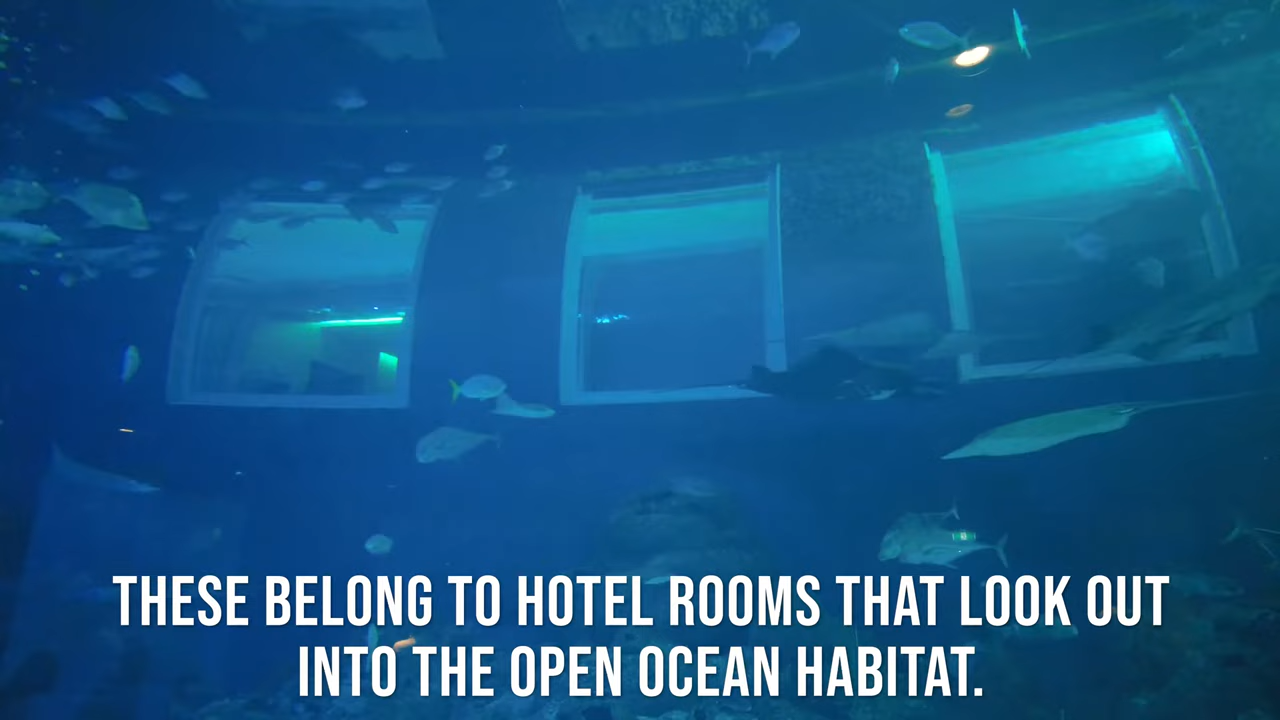 THESE BELONG TO HOTEL ROOMS THAT LOOK OUT
INTO THE OPEN OCEAN HABITAT.